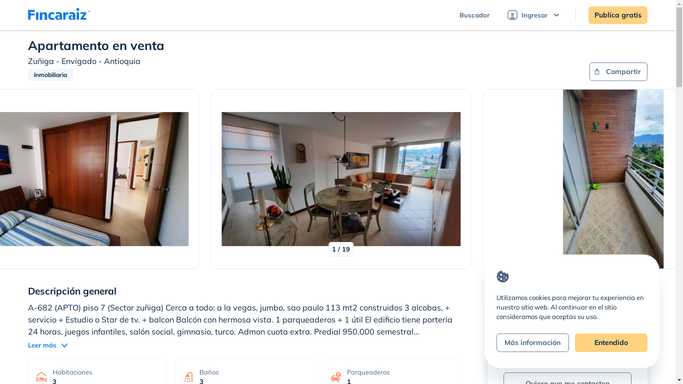 Fincaraiz
Buscador
Ingresar
Publica gratis
Apartamento en venta
Zuñiga - Envigado - Antioquia
Inmobiliaria
Compartir
1 / 19
Descripción general
A-682 (APTO) piso 7 (Sector zuñiga) Cerca a todo: a la vegas, jumbo, sao paulo 113 mt2 construidos 3 alcobas, +
servicio + Estudio o Star de tv. + balcon Balcón con hermosa vista. 1 parqueaderos + 1 útil El edificio tiene porteria
24 horas, juegos infantiles, salón social, gimnasio, turco. Admon cuota extra. Predial 950.000 semestral...
Leer más
Habitaciones
3
Baños
3
Parqueaderos
1
Utilizamos cookies para mejorar tu experiencia en
nuestro sitio web. Al continuar en el sitio
consideramos que aceptas su uso.
Más información
Entendido
Quiero que me contacten